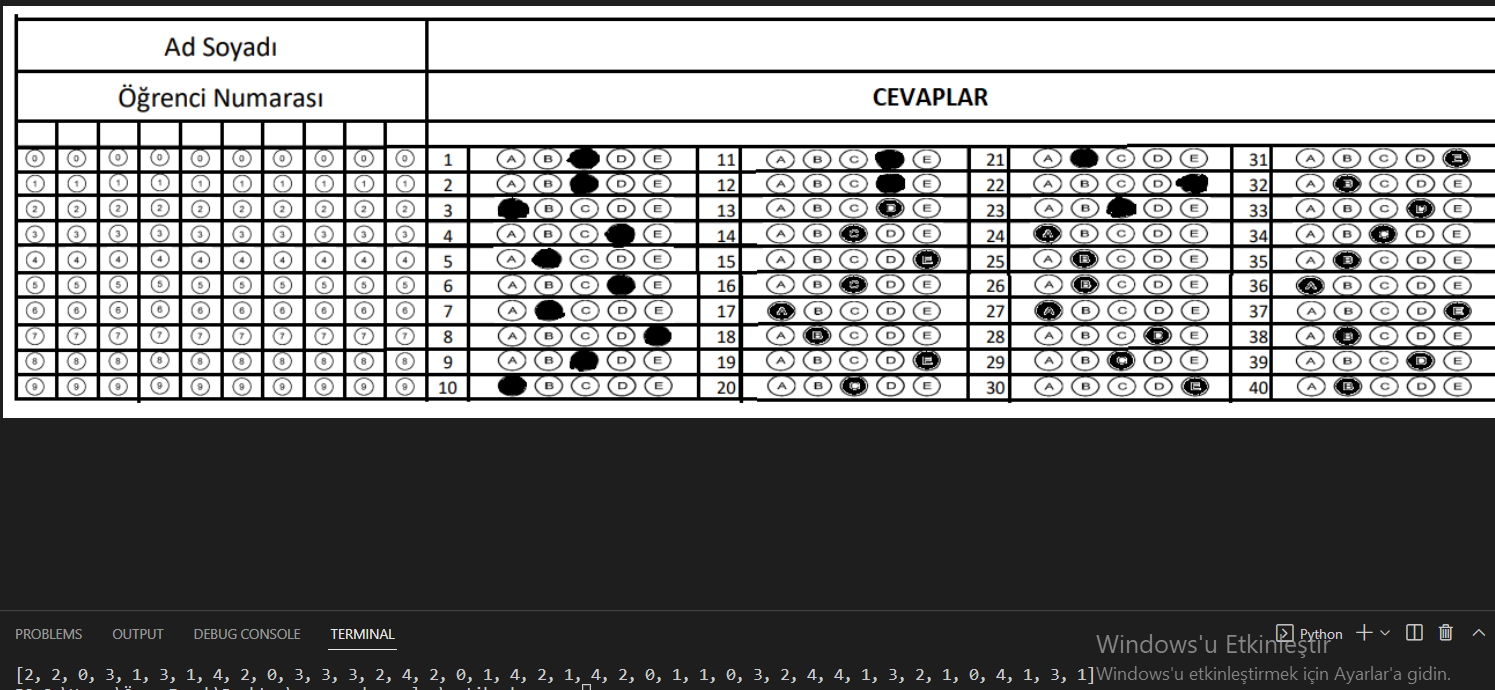 Ad Soyadı
Öğrenci Numarası CEVAPLAR
0 0 0 0 0 0 0 0 0 0 1 A B D E 11 A B C E 21 A C D E 31 A B C D E
1 1 1 1 1 1 1 1 1 1 2 A B D E 12 A B C E 22 A B C D 32 A B C D E
2 2 2 2 2 2 2 2 2 2 3 B C D E 13 A B C D E 23 A B D E 33 A B C D E
3 3 3 3 3 3 3 3 3 3 4 A B C E 14 A B C D E 24 A B C D E 34 A B C D E
4 4 4 4 4 4 4 4 4 4 5 A C D E 15 A B C D E 25 A B C D E 35 A B C D E
5 5 5 5 5 5 5 5 5 5 6 A B C E 16 A B C D E 26 A B C D E 36 A B C D E
6 6 6 6 6 6 6 6 6 6 7 A C D E 17 A B C D E 27 A B C D E 37 A B C D E
7 7 7 7 7 7 7 7 7 7 8 A B C D 18 A B C D E 28 A B C D E 38 A B C D E
8 8 8 8 8 8 8 8 8 8 9 A B D E 19 A B C D E 29 A B C D E 39 A B C D E
9 9 9 9 9 9 9 9 9 9 10 B C D E 20 A B C D E 30 A B C D E 40 A B C D E
PROBLEMS OUTPUT DEBUG CONSOLE TERMINAL Python
Windows'u Etkinleştir
[2, 2, 0, 3, 1, 3, 1, 4, 2, 0, 3, 3, 3, 2, 4, 2, 0, 1, 4, 2, 1, 4, 2, 0, 1, 1, 0, 3, 2, 4, 4, 1, 3, 2, 1, 0, 4, 1, 3, 1]
Windows'u etkinleştirmek için Ayarlar'a gidin.